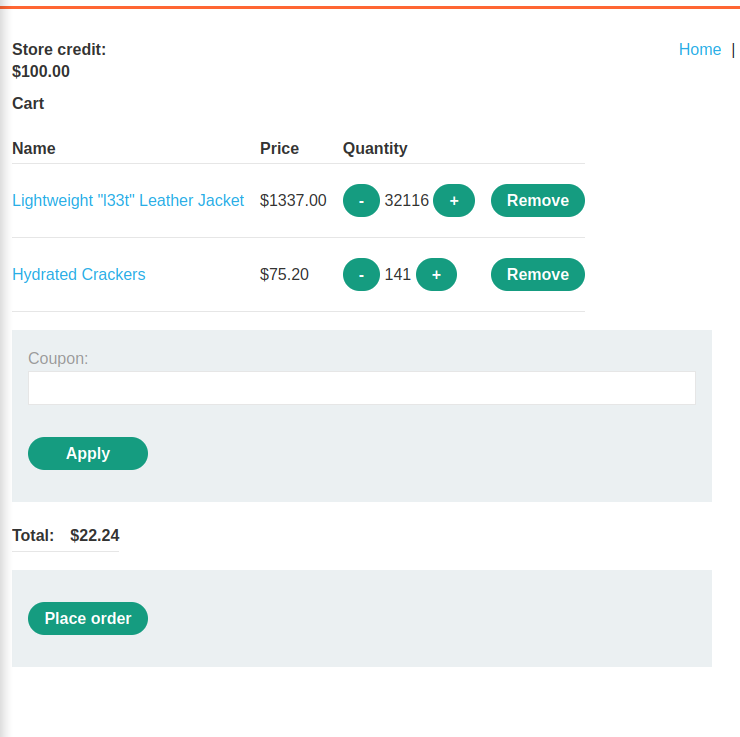 Store credit:
$100.00
Home |
Cart
Name Price Quantity
Lightweight "l33t" Leather Jacket $1337.00 - 32116 + Remove
Hydrated Crackers $75.20 - 141 + Remove
Coupon:
Apply
Total: $22.24
Place order